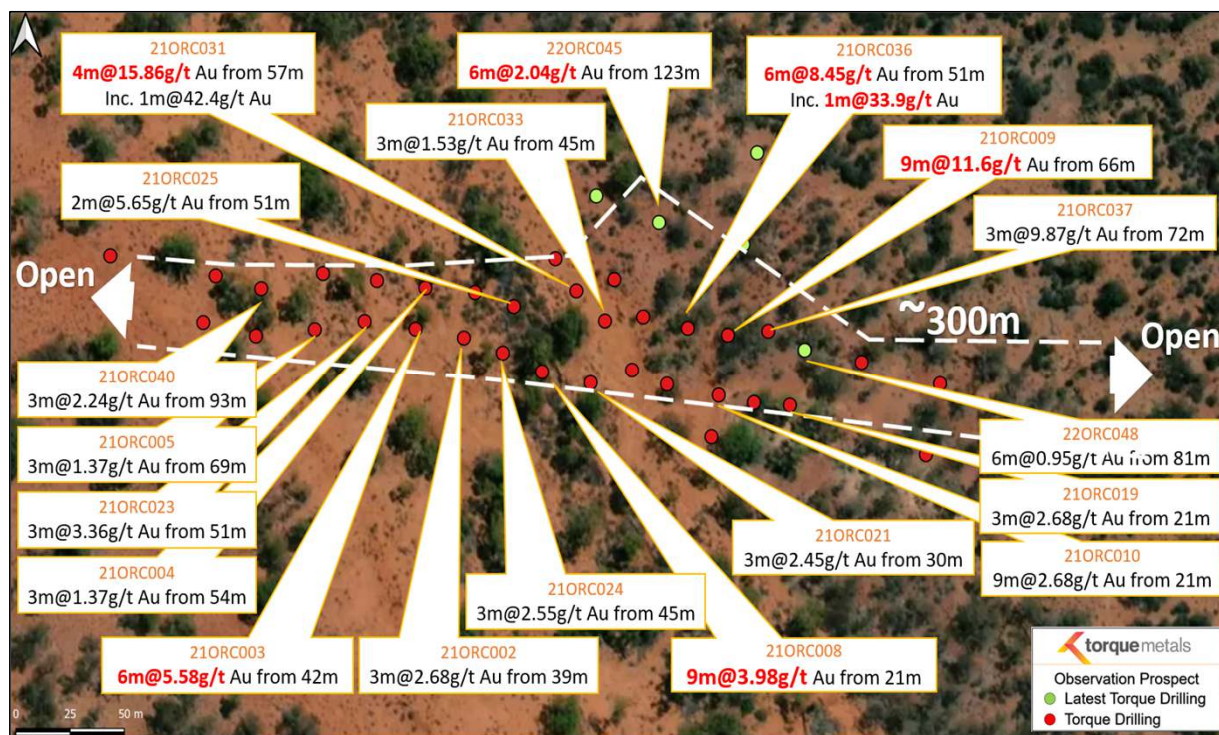 21ORC031
4m@15.86g/t Au from 57m
Inc. 1m@42.4g/t Au
22ORC045
6m@2.04g/t Au from 123m
21ORC036
6m@8.45g/t Au from 51m
Inc. 1m@33.9g/t Au
21ORC033
3m@1.53g/t Au from 45m
21ORC009
9m@11.6g/t Au from 66m
21ORC025
2m@5.65g/t Au from 51m
21ORC037
3m@9.87g/t Au from 72m
Open
~300m
Open
21ORC040
3m@2.24g/t Au from 93m
21ORC005
3m@1.37g/t Au from 69m
21ORC023
3m@3.36g/t Au from 51m
21ORC004
3m@1.37g/t Au from 54m
21ORC003
6m@5.58g/t Au from 42m
21ORC002
3m@2.68g/t Au from 39m
21ORC024
3m@2.55g/t Au from 45m
21ORC008
9m@3.98g/t Au from 21m
21ORC021
3m@2.45g/t Au from 30m
22ORC048
6m@0.95g/t Au from 81m
21ORC019
3m@2.68g/t Au from 21m
21ORC010
9m@2.68g/t Au from 21m
0 25 50 m
torquemetals
Observation Prospect
Latest Torque Drilling
Torque Drilling